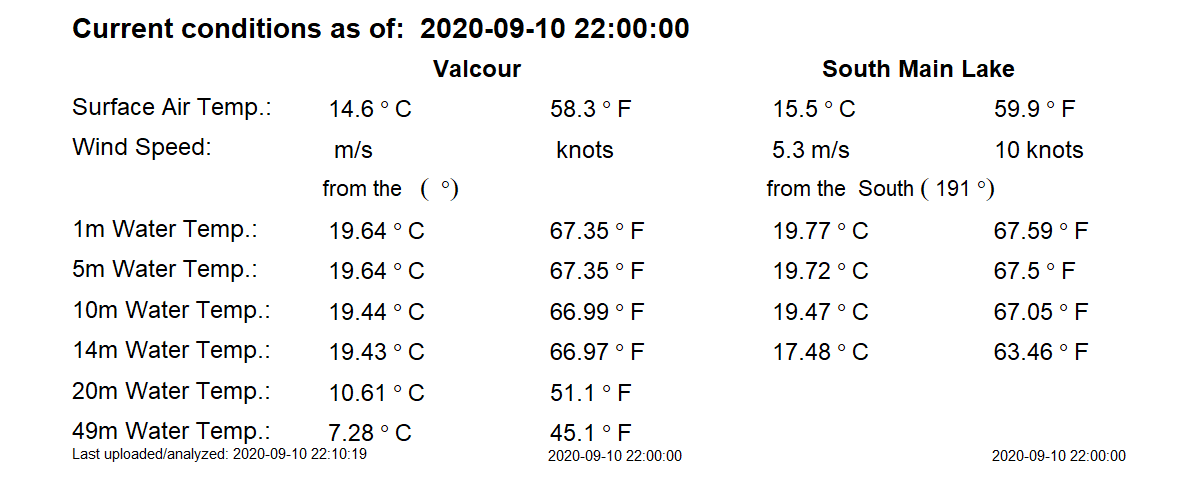 Current conditions as of: 2020-09-10 22:00:00
Valcour South Main Lake
Surface Air Temp.: 14.6 ° C 58.3 ° F 15.5 ° C 59.9 ° F
Wind Speed: m/s knots 5.3 m/s 10 knots
from the ( °) from the South ( 191 °)
1m Water Temp.: 19.64 ° C 67.35 ° F 19.77 ° C 67.59 ° F
5m Water Temp.: 19.64 ° C 67.35 ° F 19.72 ° C 67.5 ° F
10m Water Temp.: 19.44 ° C 66.99 ° F 19.47 ° C 67.05 ° F
14m Water Temp.: 19.43 ° C 66.97 ° F 17.48 ° C 63.46 ° F
20m Water Temp.: 10.61 ° C 51.1 ° F
49m Water Temp.: 7.28 ° C 45.1 ° F
Last uploaded/analyzed: 2020-09-10 22:10:19 2020-09-10 22:00:00 2020-09-10 22:00:00